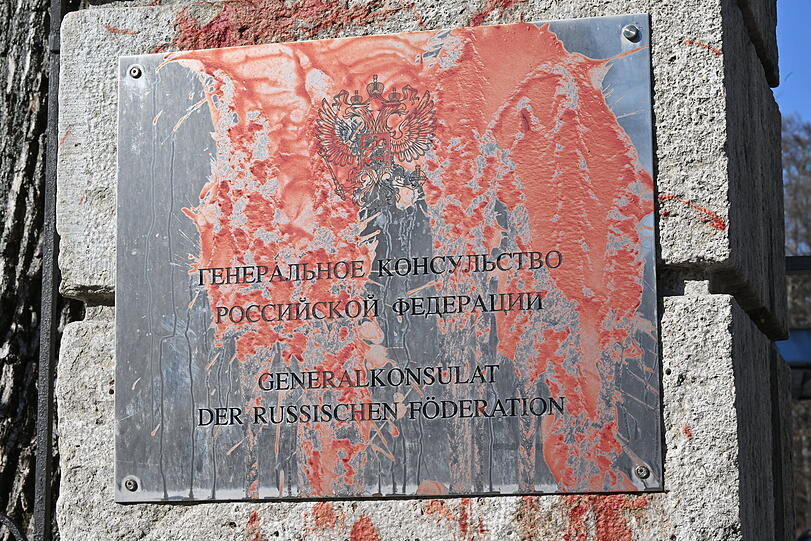 ГЕНЕРАЛЬНОЕ КОНСУЛЬСТВО
РОССИЙСКОЙ ФЕДЕРАЦИИ
GENERALKONSULAT
DER RUSSISCHEN FÖDERATION